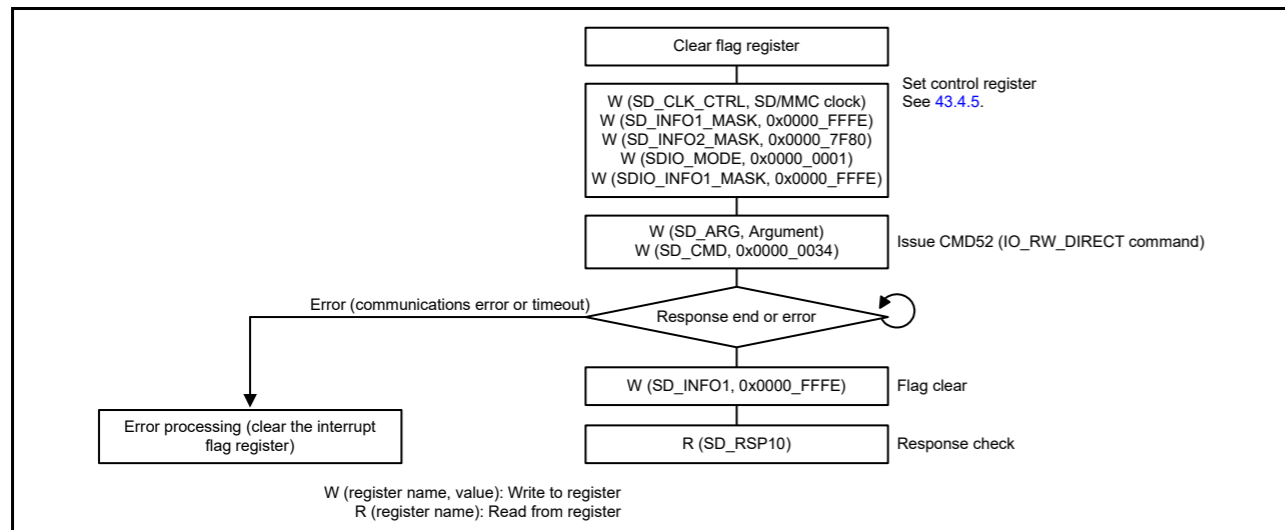 Clear flag register
Set control register
See 43.4.5.
W (SD_CLK_CTRL, SD/MMC clock)
W (SD_INFO1_MASK, 0x0000_FFFE)
W (SD_INFO2_MASK, 0x0000_7F80)
W (SDIO_MODE, 0x0000_0001)
W (SDIO_INFO1_MASK, 0x0000_FFFE)
W (SD_ARG, Argument)
W (SD_CMD, 0x0000_0034)
Issue CMD52 (IO_RW_DIRECT command)
Error (communications error or timeout)
Response end or error
W (SD_INFO1, 0x0000_FFFE)
Flag clear
Error processing (clear the interrupt
flag register)
R (SD_RSP10)
Response check
W (register name, value): Write to register
R (register name): Read from register